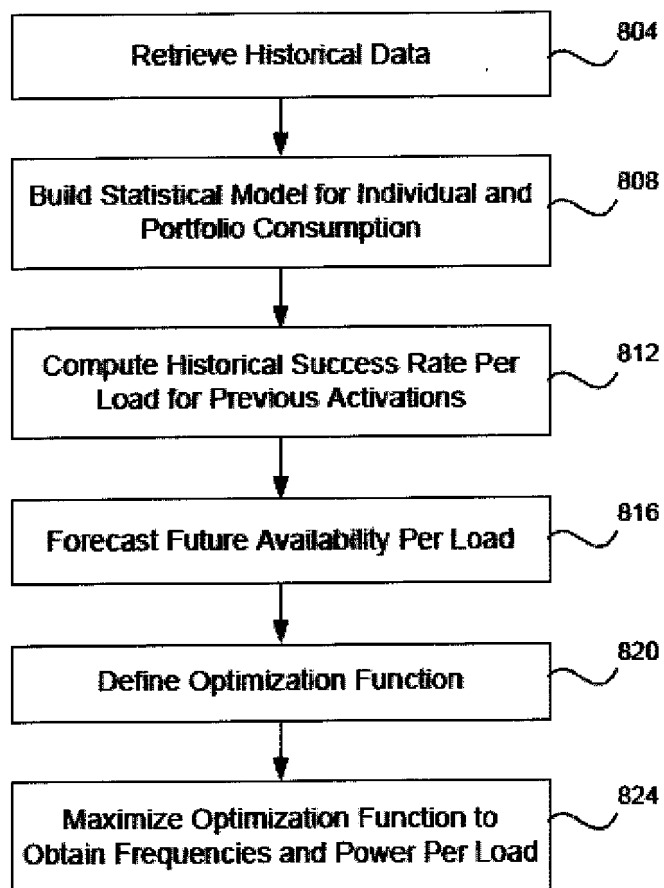 Retrieve Historical Data
804
Build Statistical Model for Individual and
Portfolio Consumption
808
Compute Historical Success Rate Per
Load for Previous Activations
812
Forecast Future Availability Per Load
816
Define Optimization Function
820
Maximize Optimization Function to
Obtain Frequencies and Power Per Load
824